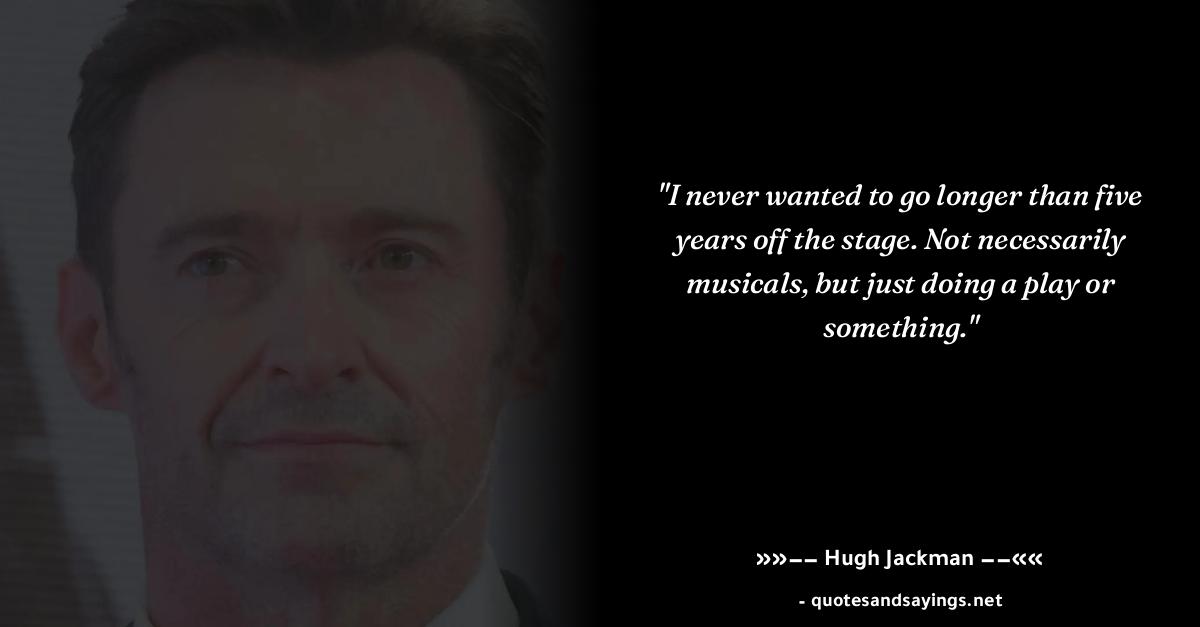 "I never wanted to go longer than five
years off the stage. Not necessarily
musicals, but just doing a play or
something."
»»−− Hugh Jackman −−««
- quotesandsayings.net